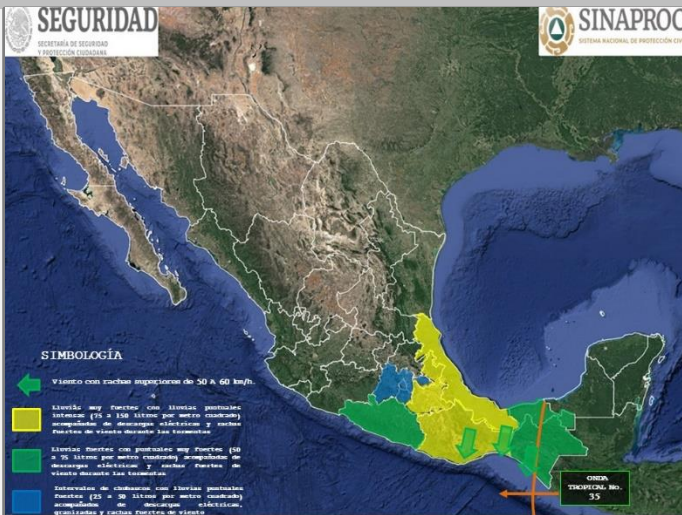 SEGURIDAD
SECRETARÍA DE SEGURIDAD
Y PROTECCIÓN CIUDADANA
SINAPROC
SISTEMA NACIONAL DE PROTECCIÓN CIV
SIMBOLOGÍA
Viento con rachas superiores de 50 A 60 km/h.
Lluvias muy fuertes con lluvias puntuales
intensas (75 a 150 litros por metro cuadrado)
acompañadas de descargas eléctricas y rachas
fuertes de viento durante las tormentas
Lluvias fuertes con puntuales muy fuertes (50
a 75 litros por metro cuadrado) acompañadas de
descargas eléctricas y rachas fuertes de
viento durante las tormentas
Intervalos de chubascos con lluvias puntuales
fuertes (25 a 50 litros por metro cuadrado)
acompañados de descargas eléctricas,
granizadas y rachas fuertes de viento
ONDA
TROPICAL No.
35